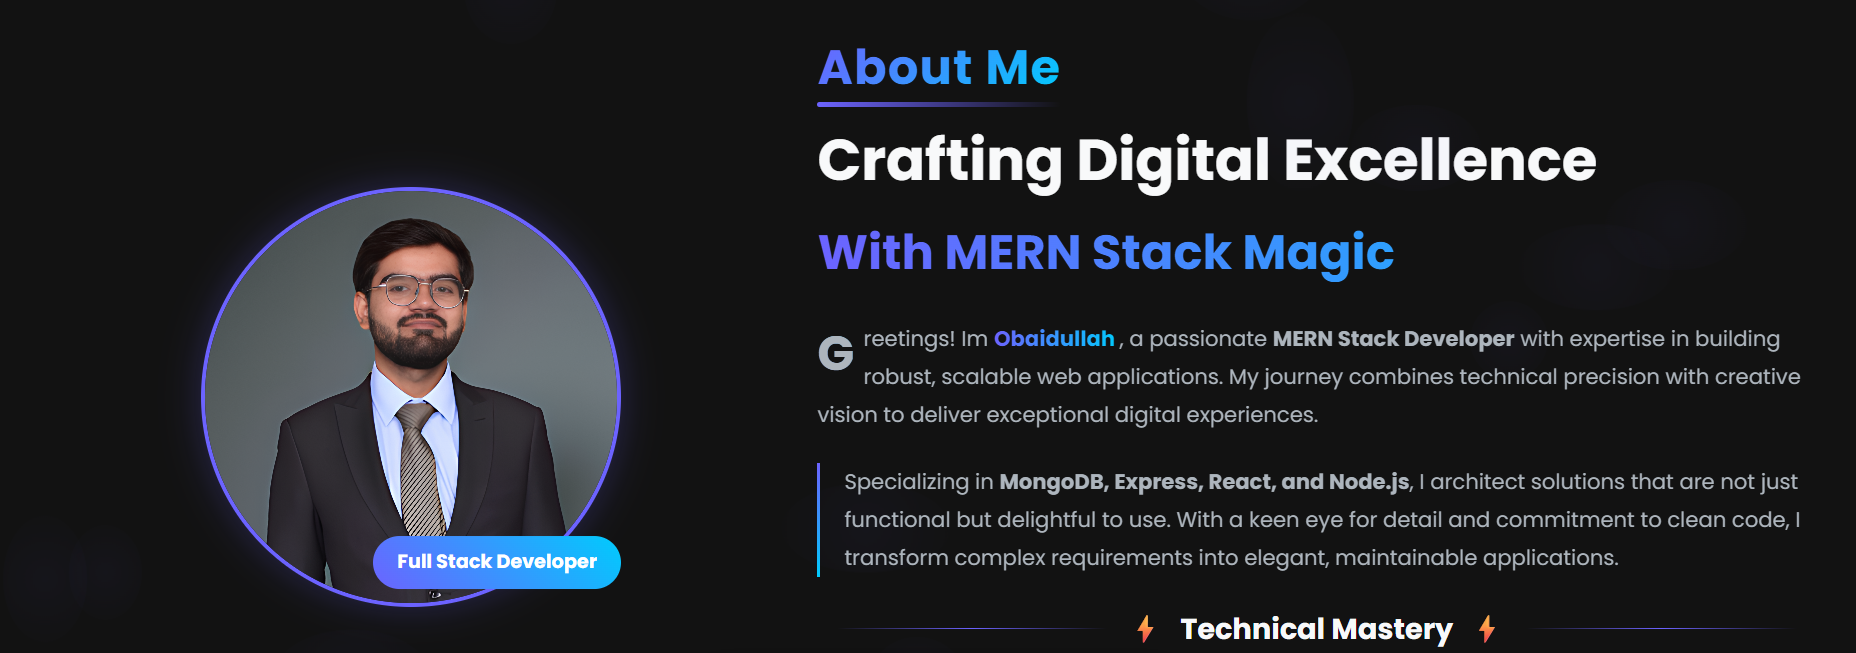 About Me
Crafting Digital Excellence
With MERN Stack Magic
Greetings! Im Obaidullah , a passionate MERN Stack Developer with expertise in building
robust, scalable web applications. My journey combines technical precision with creative
vision to deliver exceptional digital experiences.
Specializing in MongoDB, Express, React, and Node.js, I architect solutions that are not just
functional but delightful to use. With a keen eye for detail and commitment to clean code, I
transform complex requirements into elegant, maintainable applications.
Full Stack Developer
Technical Mastery